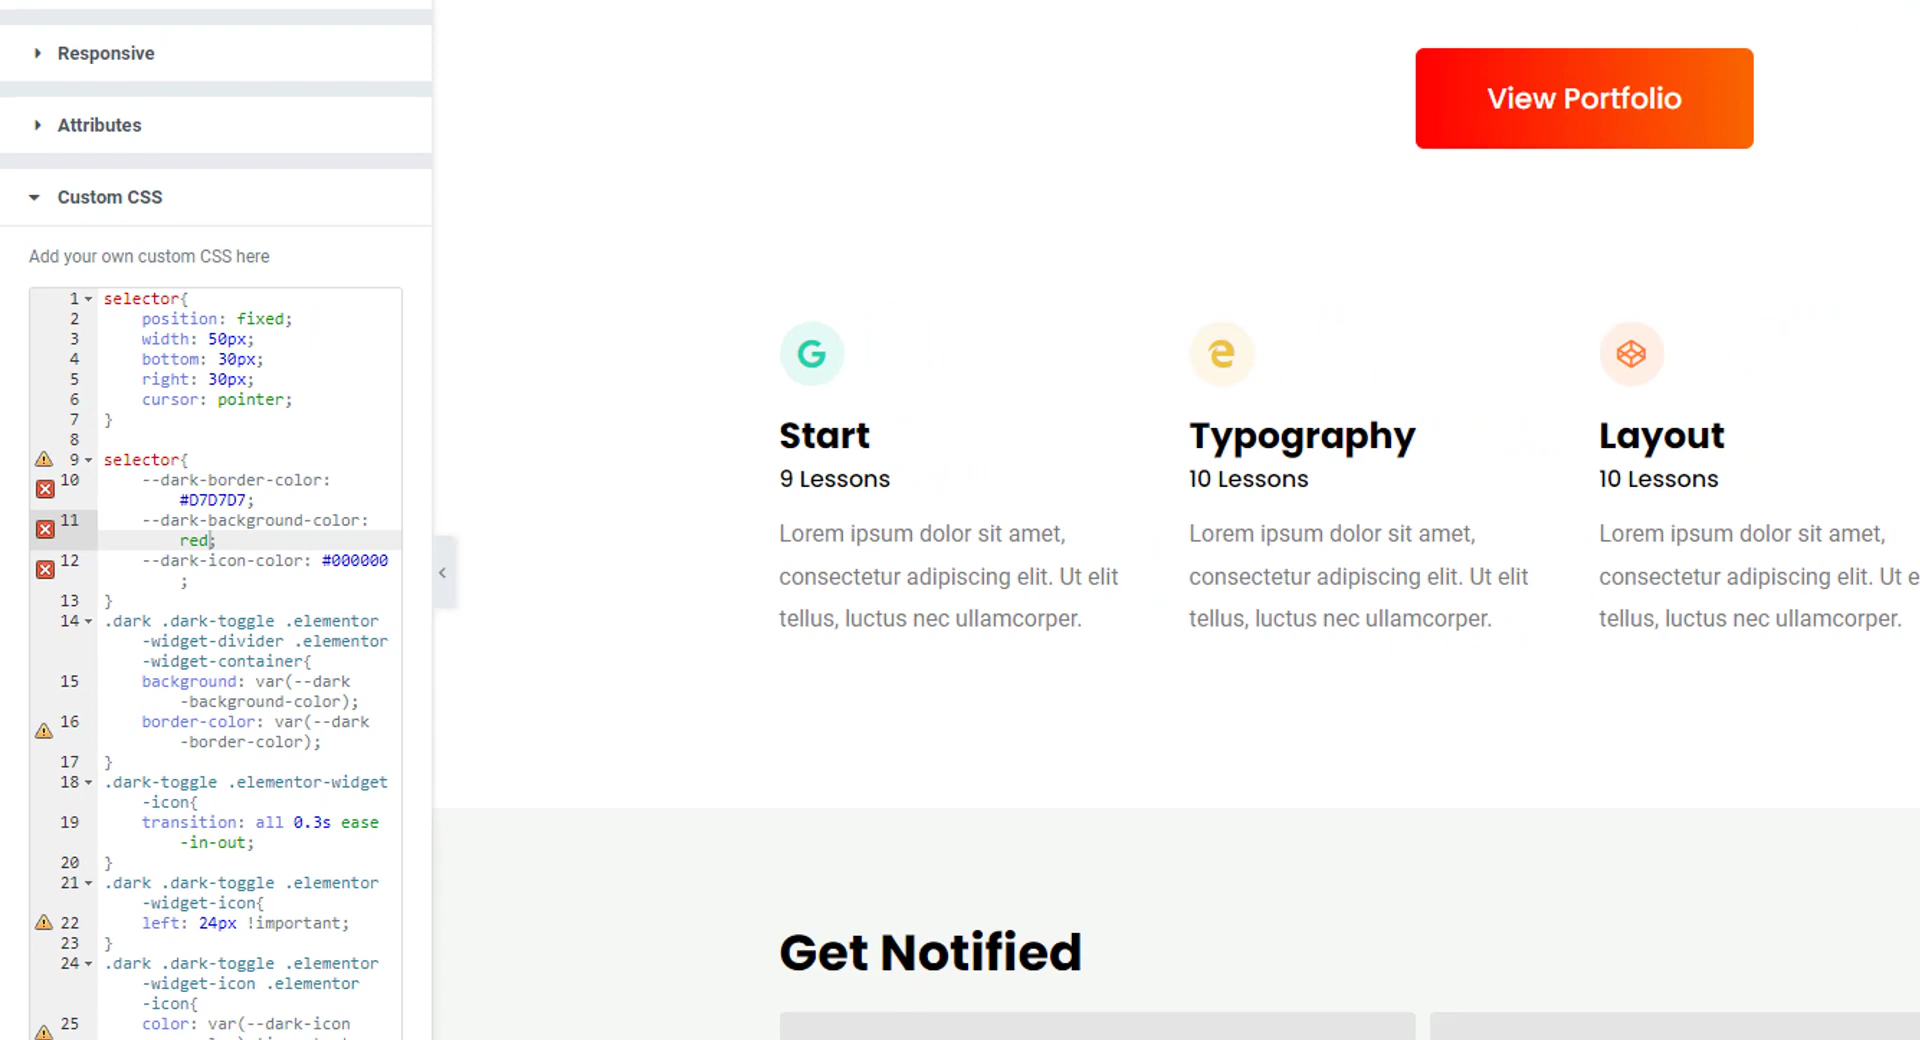 Responsive
Attributes
Custom CSS
Add your own custom CSS here
1 selector{
2 position: fixed;
3 width: 50px;
4 bottom: 30px;
5 right: 30px;
6 cursor: pointer;
7 }
8
9 selector{
10 --dark-border-color:
#D7D7D7;
11 --dark-background-color:
red;
12 --dark-icon-color: #000000
;
13 }
14 .dark .dark-toggle .elementor
-widget-divider .elementor
-widget-container{
15 background: var(--dark
-background-color);
16 border-color: var(--dark
-border-color);
17 }
18 .dark-toggle .elementor-widget
-icon{
19 transition: all 0.3s ease
-in-out;
20 }
21 .dark .dark-toggle .elementor
-widget-icon{
22 left: 24px !important;
23 }
24 .dark .dark-toggle .elementor
-widget-icon .elementor
-icon{
25 color: var(--dark-icon
View Portfolio
Start
9 Lessons
Lorem ipsum dolor sit amet,
consectetur adipiscing elit. Ut elit
tellus, luctus nec ullamcorper.
Typography
10 Lessons
Lorem ipsum dolor sit amet,
consectetur adipiscing elit. Ut elit
tellus, luctus nec ullamcorper.
Layout
10 Lessons
Lorem ipsum dolor sit amet,
consectetur adipiscing elit. Ut e
tellus, luctus nec ullamcorper.
Get Notified